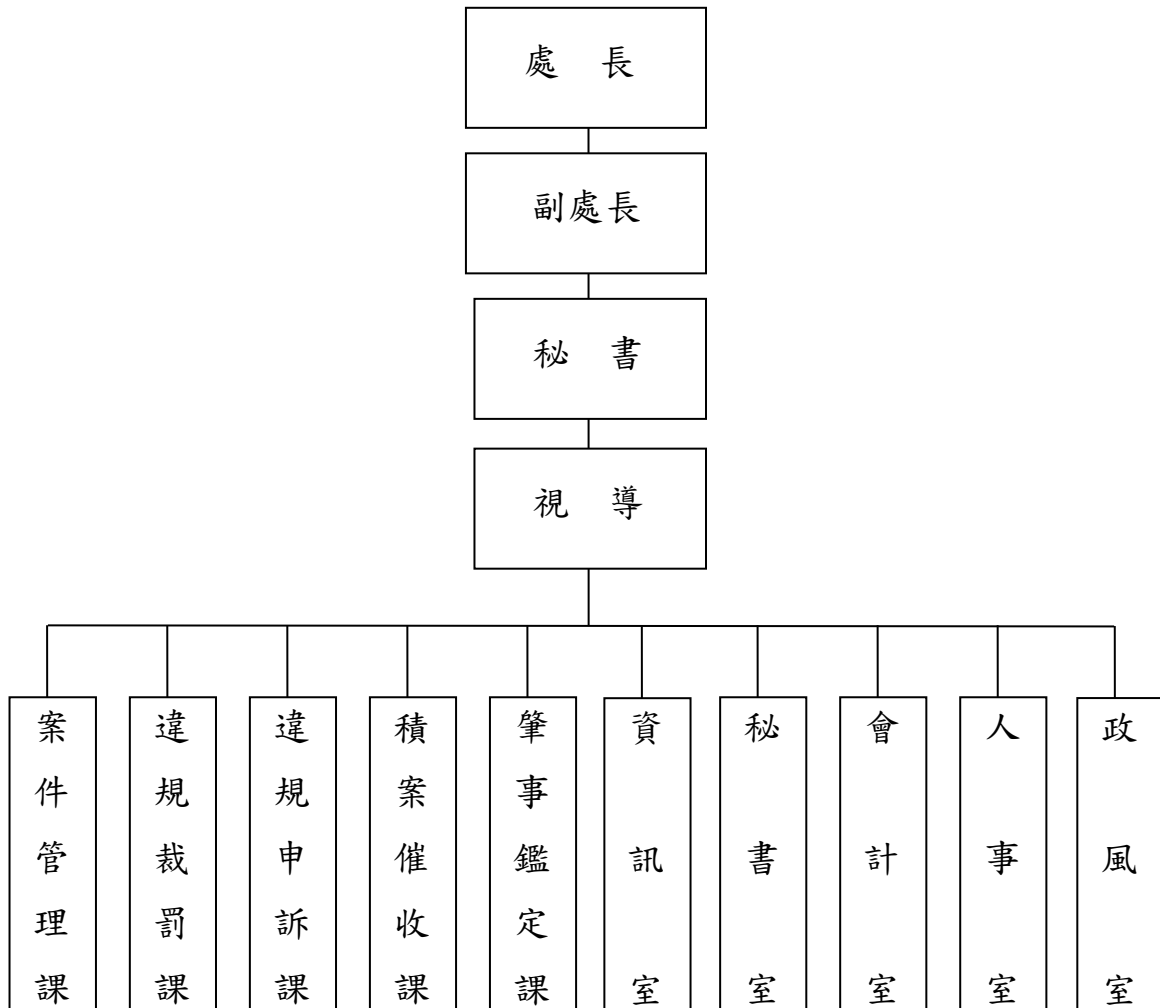 處 長
副處長
秘 書
視 導
案件管理課
違規裁罰課
違規申訴課
積案催收課
肇事鑑定課
資訊室
秘書室
會計室
人事室
政風室